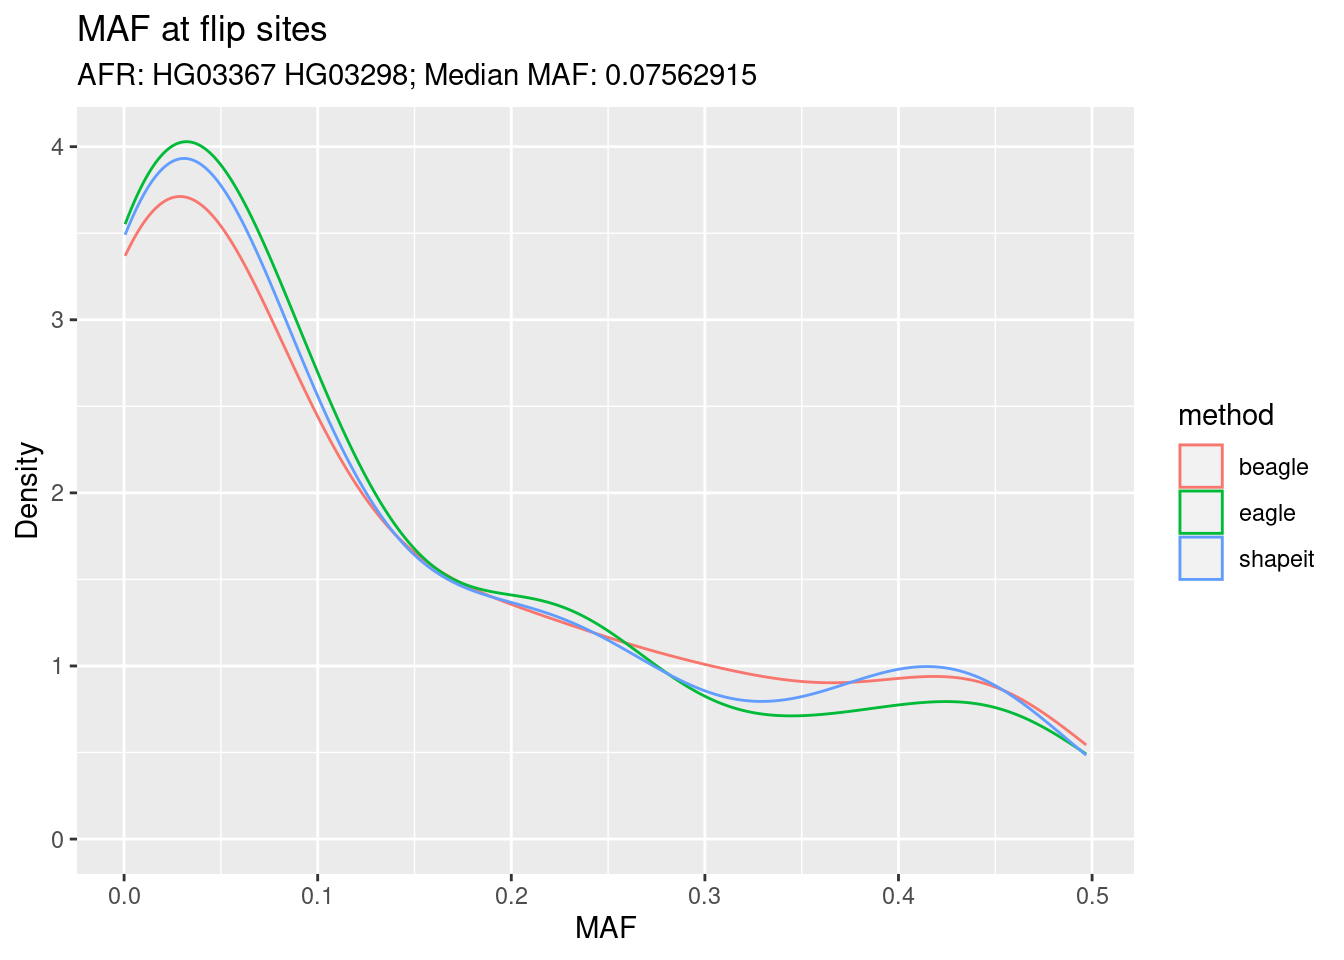 MAF at flip sites
AFR: HG03367 HG03298; Median MAF: 0.07562915
4
3
2
1
0
Density
0.0 0.1 0.2 0.3 0.4 0.5
MAF
method
beagle
eagle
shapeit